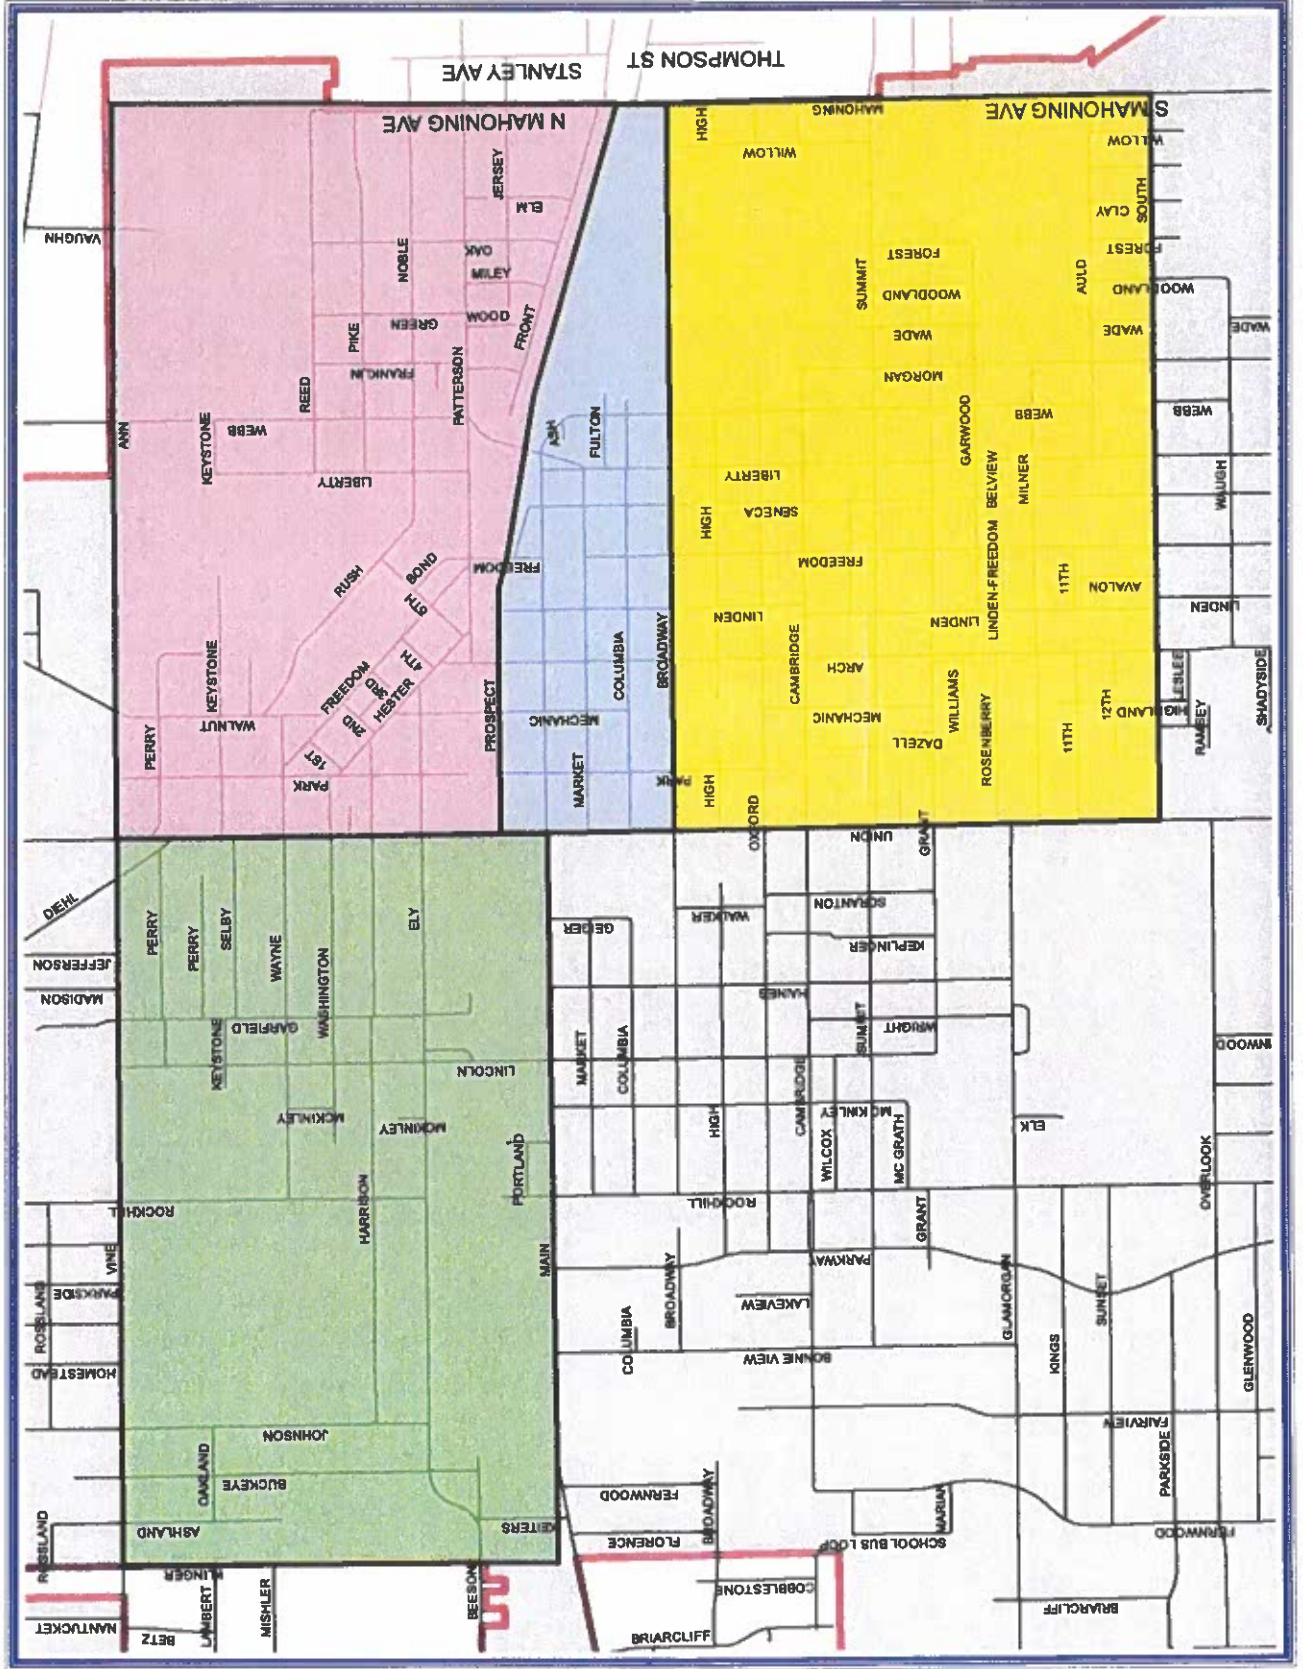 STANLEY AVE
THOMPSON ST
N MAHONING AVE
HIGH
MAHONING
S MAHONING AVE
WILLOW
WILLOW
JERSEY
ELM
CLAY
SOUTH
VAUGHN
NOBLE
OAK
MILEY
SUMMIT
FOREST
AULD
FOREST
WOODLAND
WOODLAND
PIKE
GREEN
WOOD
FRONT
WADE
WADE
WADE
REED
FRANKLIN
PATTERSON
MORGAN
ANN
KEYSTONE
WEBB
ASH
FULTON
GARWOOD
WEBB
WEBB
LIBERTY
LIBERTY
BELVIEW
MILNER
WAUGH
HIGH
SENECA
RUSH
BOND
6TH
FREEDOM
FREEDOM
LINDEN-FREEDOM
11TH
AVALON
LINDEN
LINDEN
LINDEN
KEYSTONE
FREEDOM
4TH
3RD
HESTER
2ND
1ST
COLUMBIA
BROADWAY
CAMBRIDGE
ARCH
LESLEE
SHADYSIDE
PERRY
WALNUT
PROSPECT
MECHANIC
MECHANIC
WILLIAMS
ROSENBERRY
DAZELL
11TH
12TH
HIGHLAND
RAMSEY
PARK
MARKET
PARK
HIGH
OXFORD
UNION
GRANT
DIEHL
JEFFERSON
MADISON
PERRY
PERRY
SELBY
WAYNE
WASHINGTON
ELY
GEIGER
WALKER
SCRANTON
KEPLINGER
HAINES
KEYSTONE
GARFIELD
LINCOLN
MARKET
COLUMBIA
CAMBRIDGE
SUMMIT
WRIGHT
INWOOD
MCKINLEY
MCKINLEY
HIGH
MC KINLEY
WILCOX
MC GRATH
ELK
PORTLAND
ROCKHILL
HARRISON
ROCKHILL
GRANT
OVERLOOK
VINE
MAIN
PARKWAY
ROSSLAND
PARKSIDE
HOMESTEAD
BROADWAY
LAKEVIEW
COLUMBIA
BONNIE VIEW
GLAMORGAN
KINGS
SUNSET
GLENWOOD
JOHNSON
FAIRVIEW
PARKSIDE
OAKLAND
BUCKEYE
ASHLAND
KEITERS
FERNWOOD
FLORENCE
BROADWAY
MARIAN
SCHOOL BUS LOOP
FERNWOOD
ROSSLAND
KLINGER
LAMBERT
MISHLER
BEESON
NANTUCKET
BETZ
COBBLESTONE
BRIARCLIFF
BRIARCLIFF